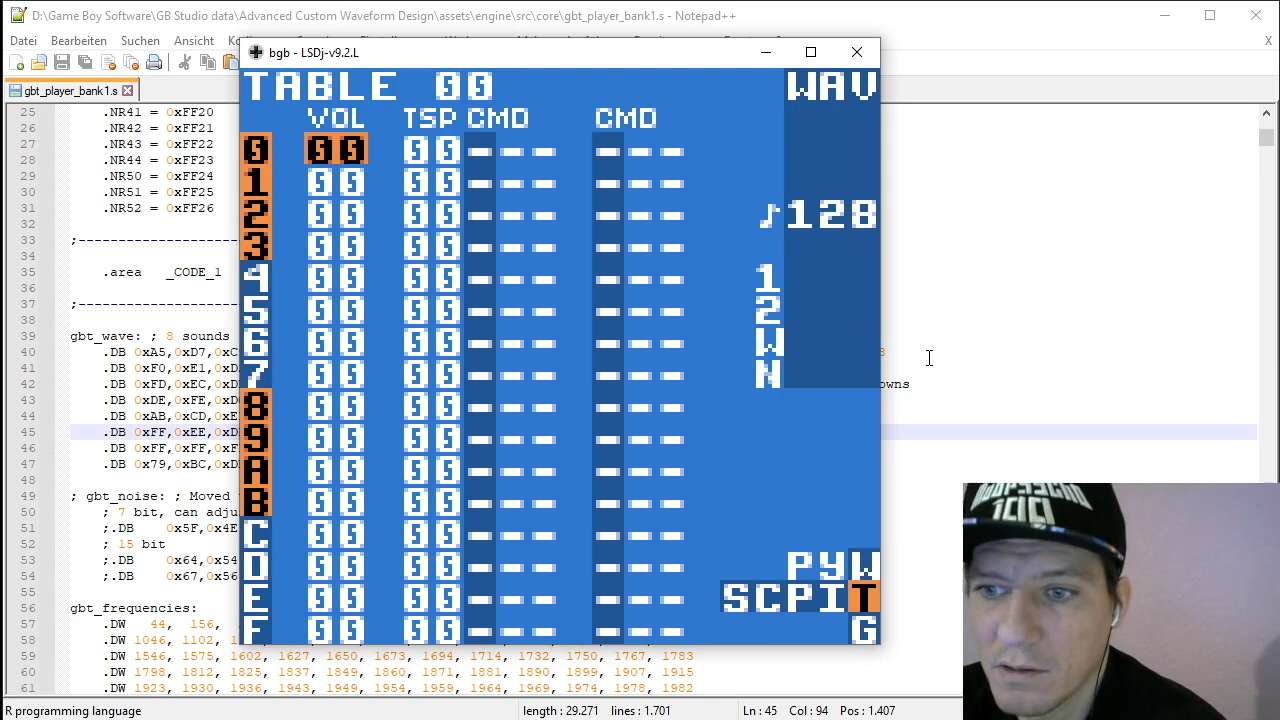 D:\Game Boy Software\GB Studio data\Advanced Custom Waveform Design\assets\engine\src\core\gbt_player_bank1.s - Notepad++
Datei Bearbeiten Suchen Ansicht
bgb - LSDj-v9.2.L
gbt_player_bank1.s
TABLE 00 WAV
VOL TSP CMD CMD
0 00 00 --- ---
1 00 00 --- ---
2 00 00 --- --- ♪128
3 00 00 --- ---
4 00 00 --- --- 1
5 00 00 --- --- 2
6 00 00 --- --- W
7 00 00 --- --- N
8 00 00 --- ---
9 00 00 --- ---
A 00 00 --- ---
B 00 00 --- ---
C 00 00 --- ---
D 00 00 --- --- PYW
E 00 00 --- --- SCPIT
F 00 00 --- --- G
25 .NR41 = 0xFF20
26 .NR42 = 0xFF21
27 .NR43 = 0xFF22
28 .NR44 = 0xFF23
29 .NR50 = 0xFF24
30 .NR51 = 0xFF25
31 .NR52 = 0xFF26
32
33 ;---------------------
34
35 .area _CODE_1
36
37 ;---------------------
38
39 gbt_wave: ; 8 sounds
40 .DB 0xA5,0xD7,0xC 8
41 .DB 0xF0,0xE1,0xD
42 .DB 0xFD,0xEC,0xD owns
43 .DB 0xDE,0xFE,0xD
44 .DB 0xAB,0xCD,0xE
45 .DB 0xFF,0xEE,0xD
46 .DB 0xFF,0xFF,0xF
47 .DB 0x79,0xBC,0xD
48
49 ; gbt_noise: ; Moved
50 ; 7 bit, can adju
51 ;.DB 0x5F,0x4E
52 ; 15 bit
53 ;.DB 0x64,0x54
54 ;.DB 0x67,0x56
55
56 gbt_frequencies:
57 .DW 44, 156,
58 .DW 1046, 1102, 1
59 .DW 1546, 1575, 1602, 1627, 1650, 1673, 1694, 1714, 1732, 1750, 1767, 1783
60 .DW 1798, 1812, 1825, 1837, 1849, 1860, 1871, 1881, 1890, 1899, 1907, 1915
61 .DW 1923, 1930, 1936, 1943, 1949, 1954, 1959, 1964, 1969, 1974, 1978, 1982
R programming language length : 29.271 lines : 1.701 Ln : 45 Col : 94 Pos : 1.407